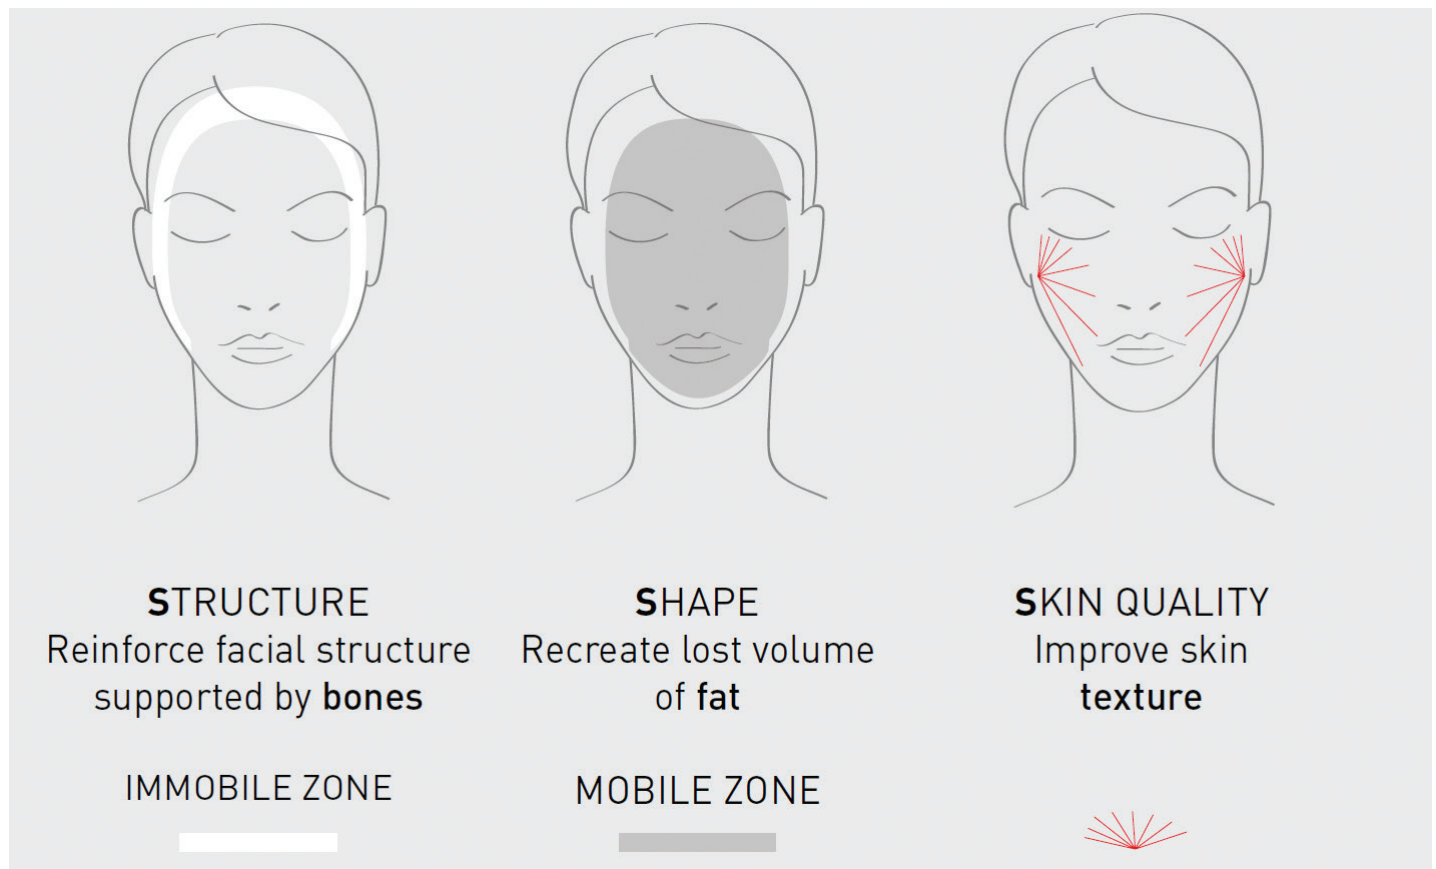 STRUCTURE
Reinforce facial structure
supported by bones
IMMOBILE ZONE
SHAPE
Recreate lost volume
of fat
MOBILE ZONE
SKIN QUALITY
Improve skin
texture